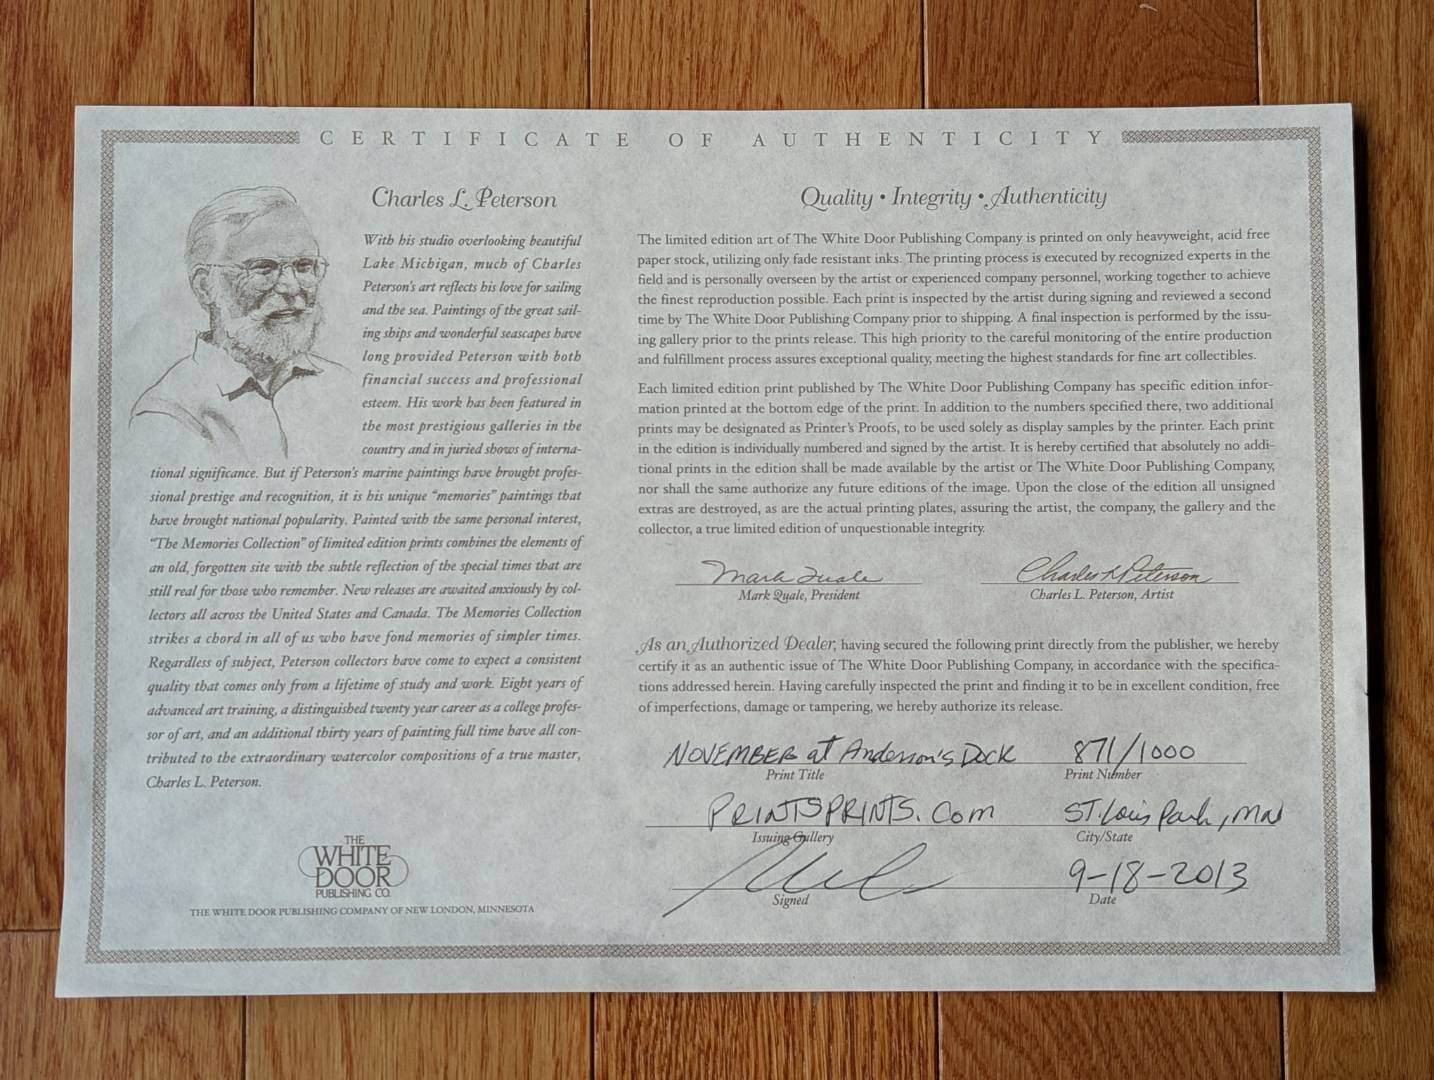 CERTIFICATE OF AUTHENTICITY
Charles L. Peterson
With his studio overlooking beautiful
Lake Michigan, much of Charles
Peterson's art reflects his love for sailing
and the sea. Paintings of the great sail-
ing ships and wonderful seascapes have
long provided Peterson with both
financial success and professional
esteem. His work has been featured in
the most prestigious galleries in the
country and in juried shows of interna-
tional significance. But if Peterson's marine paintings have brought profes-
sional prestige and recognition, it is his unique "memories" paintings that
have brought national popularity. Painted with the same personal interest,
"The Memories Collection" of limited edition prints combines the elements of
an old, forgotten site with the subtle reflection of the special times that are
still real for those who remember. New releases are awaited anxiously by col-
lectors all across the United States and Canada. The Memories Collection
strikes a chord in all of us who have fond memories of simpler times.
Regardless of subject, Peterson collectors have come to expect a consistent
quality that comes only from a lifetime of study and work. Eight years of
advanced art training, a distinguished twenty year career as a college profes-
sor of art, and an additional thirty years of painting full time have all con-
tributed to the extraordinary watercolor compositions of a true master,
Charles L. Peterson.
THE
WHITE
DOOR
PUBLISHING CO.
THE WHITE DOOR PUBLISHING COMPANY OF NEW LONDON, MINNESOTA
Quality • Integrity • Authenticity
The limited edition art of The White Door Publishing Company is printed on only heavyweight, acid free
paper stock, utilizing only fade resistant inks. The printing process is executed by recognized experts in the
field and is personally overseen by the artist or experienced company personnel, working together to achieve
the finest reproduction possible. Each print is inspected by the artist during signing and reviewed a second
time by The White Door Publishing Company prior to shipping. A final inspection is performed by the issu-
ing gallery prior to the prints release. This high priority to the careful monitoring of the entire production
and fulfillment process assures exceptional quality, meeting the highest standards for fine art collectibles.
Each limited edition print published by The White Door Publishing Company has specific edition infor-
mation printed at the bottom edge of the print. In addition to the numbers specified there, two additional
prints may be designated as Printer's Proofs, to be used solely as display samples by the printer. Each print
in the edition is individually numbered and signed by the artist. It is hereby certified that absolutely no addi-
tional prints in the edition shall be made available by the artist or The White Door Publishing Company,
nor shall the same authorize any future editions of the image. Upon the close of the edition all unsigned
extras are destroyed, as are the actual printing plates, assuring the artist, the company, the gallery and the
collector, a true limited edition of unquestionable integrity.
Mark Quale Charles L Peterson
Mark Quale, President Charles L. Peterson, Artist
As an Authorized Dealer, having secured the following print directly from the publisher, we hereby
certify it as an authentic issue of The White Door Publishing Company, in accordance with the specifica-
tions addressed herein. Having carefully inspected the print and finding it to be in excellent condition, free
of imperfections, damage or tampering, we hereby authorize its release.
NOVEMBER at Anderson's Dock 871/1000
Print Title Print Number
PRINTSPRINTS.Com ST. Louis Park, MN
Issuing Gallery City/State
9-18-2013
Signed Date